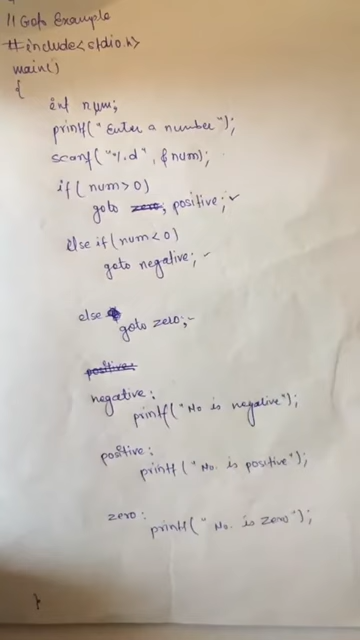 // Goto Example
#include<stdio.h>
main()
{
int num;
printf("Enter a number");
scanf("%d", &num);
if(num>0)
goto zero; positive;
else if(num<0)
goto negative;
else
goto zero;
positive:
negative:
printf("No is negative");
positive:
printf("No. is positive");
zero:
printf("No. is zero");
}